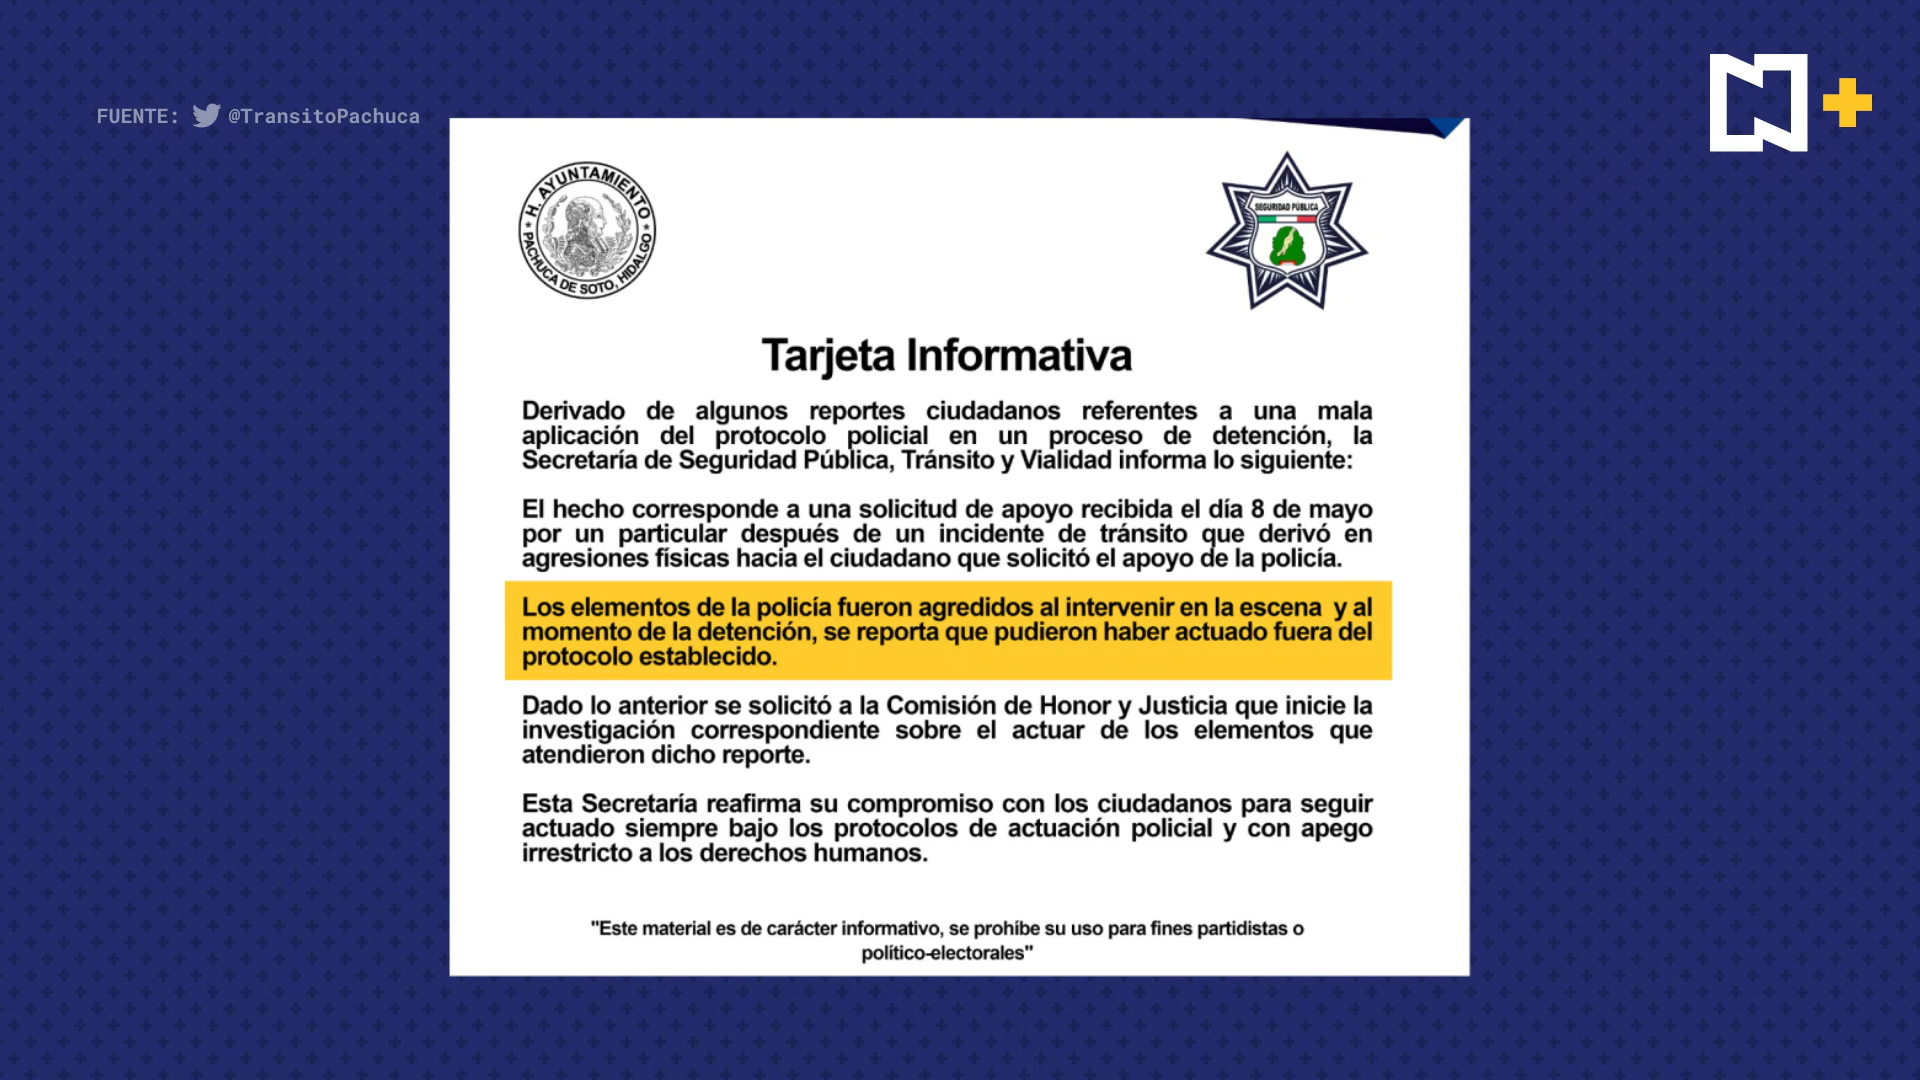 FUENTE: @TransitoPachuca
N+
H. AYUNTAMIENTO
PACHUCA DE SOTO, HIDALGO
SEGURIDAD PÚBLICA
Tarjeta Informativa
Derivado de algunos reportes ciudadanos referentes a una mala
aplicación del protocolo policial en un proceso de detención, la
Secretaría de Seguridad Pública, Tránsito y Vialidad informa lo siguiente:
El hecho corresponde a una solicitud de apoyo recibida el día 8 de mayo
por un particular después de un incidente de tránsito que derivó en
agresiones físicas hacia el ciudadano que solicitó el apoyo de la policía.
Los elementos de la policía fueron agredidos al intervenir en la escena y al
momento de la detención, se reporta que pudieron haber actuado fuera del
protocolo establecido.
Dado lo anterior se solicitó a la Comisión de Honor y Justicia que inicie la
investigación correspondiente sobre el actuar de los elementos que
atendieron dicho reporte.
Esta Secretaría reafirma su compromiso con los ciudadanos para seguir
actuado siempre bajo los protocolos de actuación policial y con apego
irrestricto a los derechos humanos.
"Este material es de carácter informativo, se prohíbe su uso para fines partidistas o
político-electorales"